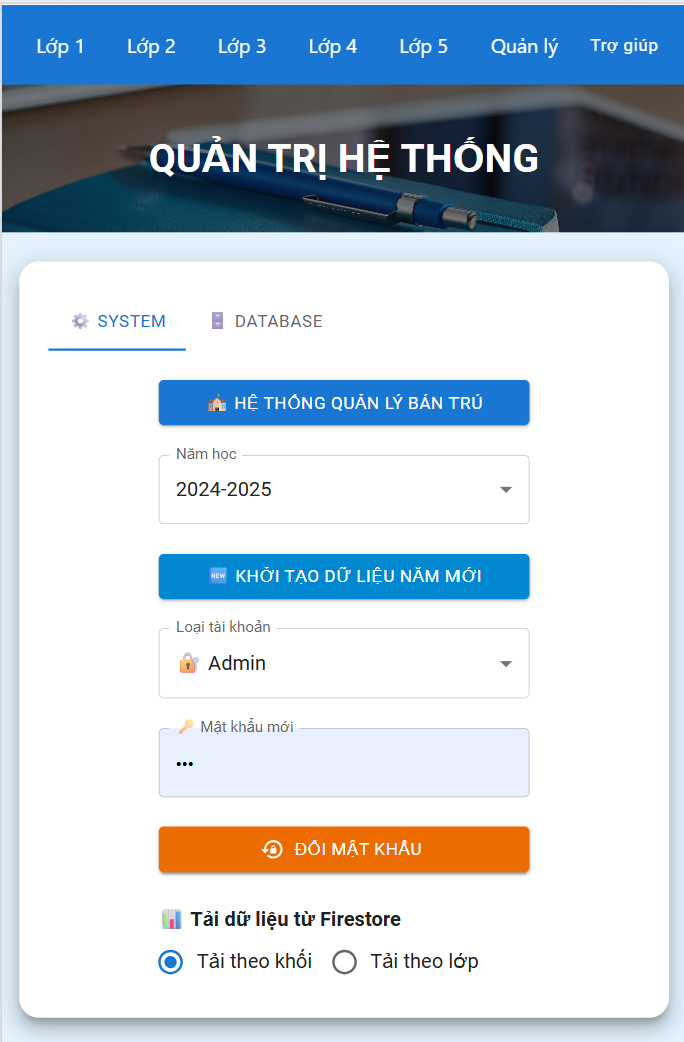 Lớp 1 Lớp 2 Lớp 3 Lớp 4 Lớp 5 Quản lý Trợ giúp
QUẢN TRỊ HỆ THỐNG
SYSTEM DATABASE
HỆ THỐNG QUẢN LÝ BÁN TRÚ
Năm học
2024-2025
NEW KHỞI TẠO DỮ LIỆU NĂM MỚI
Loại tài khoản
Admin
Mật khẩu mới
•••
ĐỔI MẬT KHẨU
Tải dữ liệu từ Firestore
Tải theo khối Tải theo lớp